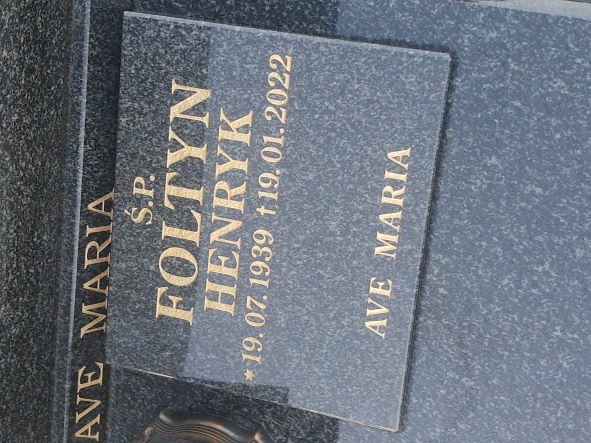 AVE MARIA
Ś.P.
FOLTYN
HENRYK
★19.07.1939 †19.01.2022
AVE MARIA